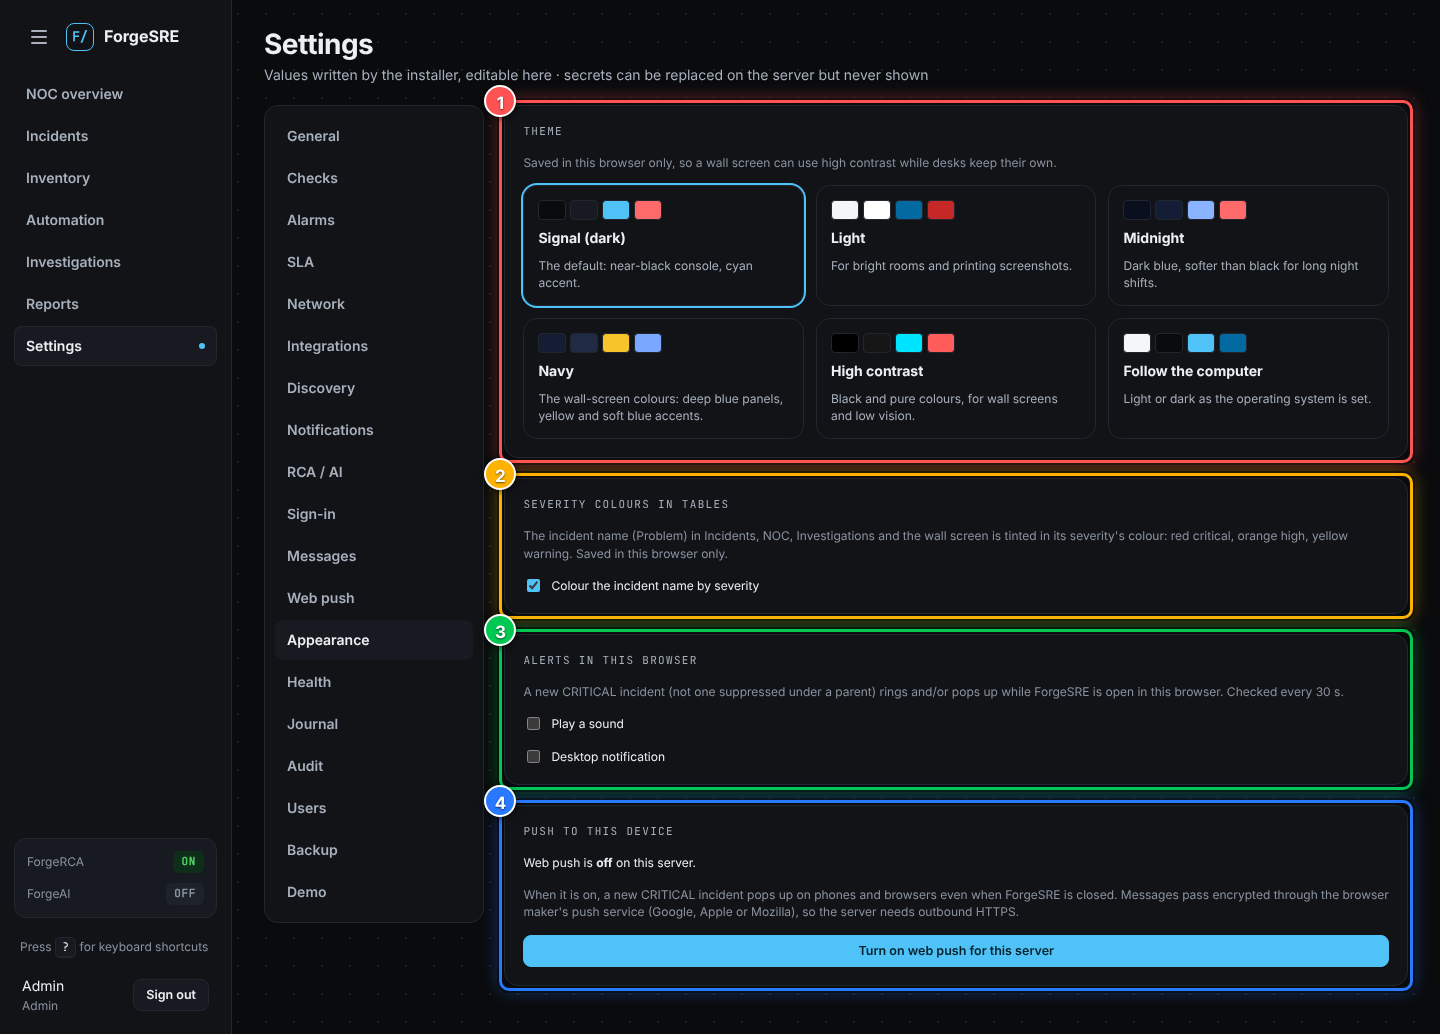 F/ ForgeSRE
NOC overview
Incidents
Inventory
Automation
Investigations
Reports
Settings
ForgeRCA ON
ForgeAI OFF
Press ? for keyboard shortcuts
Admin
Admin
Sign out
Settings
Values written by the installer, editable here · secrets can be replaced on the server but never shown
General
Checks
Alarms
SLA
Network
Integrations
Discovery
Notifications
RCA / AI
Sign-in
Messages
Web push
Appearance
Health
Journal
Audit
Users
Backup
Demo
1
THEME
Saved in this browser only, so a wall screen can use high contrast while desks keep their own.
Signal (dark)
The default: near-black console, cyan
accent.
Light
For bright rooms and printing screenshots.
Midnight
Dark blue, softer than black for long night
shifts.
Navy
The wall-screen colours: deep blue panels,
yellow and soft blue accents.
High contrast
Black and pure colours, for wall screens
and low vision.
Follow the computer
Light or dark as the operating system is set.
2
SEVERITY COLOURS IN TABLES
The incident name (Problem) in Incidents, NOC, Investigations and the wall screen is tinted in its severity's colour: red critical, orange high, yellow
warning. Saved in this browser only.
Colour the incident name by severity
3
ALERTS IN THIS BROWSER
A new CRITICAL incident (not one suppressed under a parent) rings and/or pops up while ForgeSRE is open in this browser. Checked every 30 s.
Play a sound
Desktop notification
4
PUSH TO THIS DEVICE
Web push is off on this server.
When it is on, a new CRITICAL incident pops up on phones and browsers even when ForgeSRE is closed. Messages pass encrypted through the browser
maker's push service (Google, Apple or Mozilla), so the server needs outbound HTTPS.
Turn on web push for this server